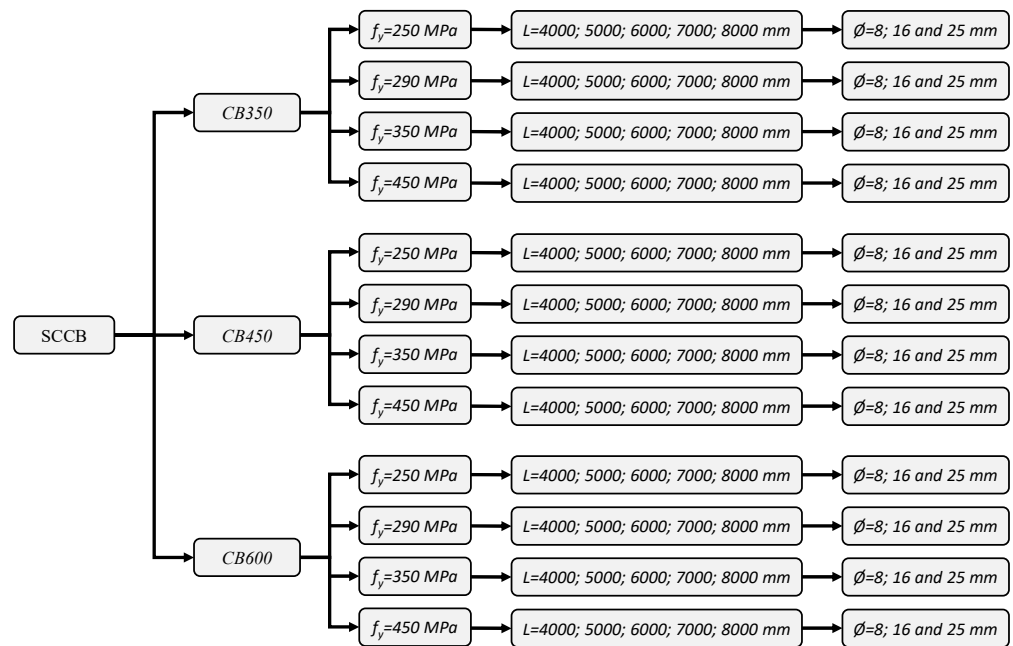 SCCB
CB350
f_y=250 MPa
L=4000; 5000; 6000; 7000; 8000 mm
Ø=8; 16 and 25 mm
f_y=290 MPa
L=4000; 5000; 6000; 7000; 8000 mm
Ø=8; 16 and 25 mm
f_y=350 MPa
L=4000; 5000; 6000; 7000; 8000 mm
Ø=8; 16 and 25 mm
f_y=450 MPa
L=4000; 5000; 6000; 7000; 8000 mm
Ø=8; 16 and 25 mm
CB450
f_y=250 MPa
L=4000; 5000; 6000; 7000; 8000 mm
Ø=8; 16 and 25 mm
f_y=290 MPa
L=4000; 5000; 6000; 7000; 8000 mm
Ø=8; 16 and 25 mm
f_y=350 MPa
L=4000; 5000; 6000; 7000; 8000 mm
Ø=8; 16 and 25 mm
f_y=450 MPa
L=4000; 5000; 6000; 7000; 8000 mm
Ø=8; 16 and 25 mm
CB600
f_y=250 MPa
L=4000; 5000; 6000; 7000; 8000 mm
Ø=8; 16 and 25 mm
f_y=290 MPa
L=4000; 5000; 6000; 7000; 8000 mm
Ø=8; 16 and 25 mm
f_y=350 MPa
L=4000; 5000; 6000; 7000; 8000 mm
Ø=8; 16 and 25 mm
f_y=450 MPa
L=4000; 5000; 6000; 7000; 8000 mm
Ø=8; 16 and 25 mm